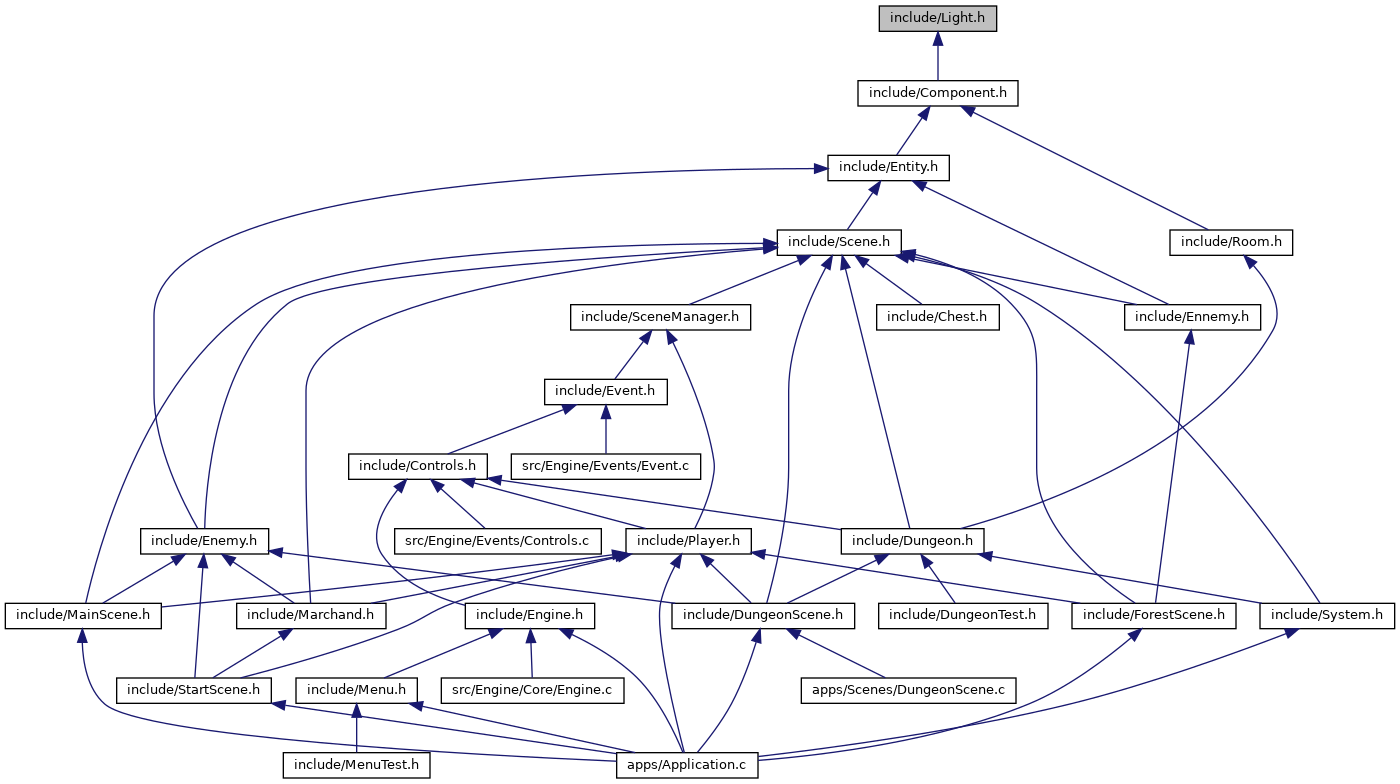 include/Light.h
include/Component.h
include/Entity.h
include/Scene.h
include/Room.h
include/SceneManager.h
include/Chest.h
include/Ennemy.h
include/Event.h
include/Controls.h
src/Engine/Events/Event.c
include/Enemy.h
src/Engine/Events/Controls.c
include/Player.h
include/Dungeon.h
include/MainScene.h
include/Marchand.h
include/Engine.h
include/DungeonScene.h
include/DungeonTest.h
include/ForestScene.h
include/System.h
include/StartScene.h
include/Menu.h
src/Engine/Core/Engine.c
apps/Scenes/DungeonScene.c
include/MenuTest.h
apps/Application.c